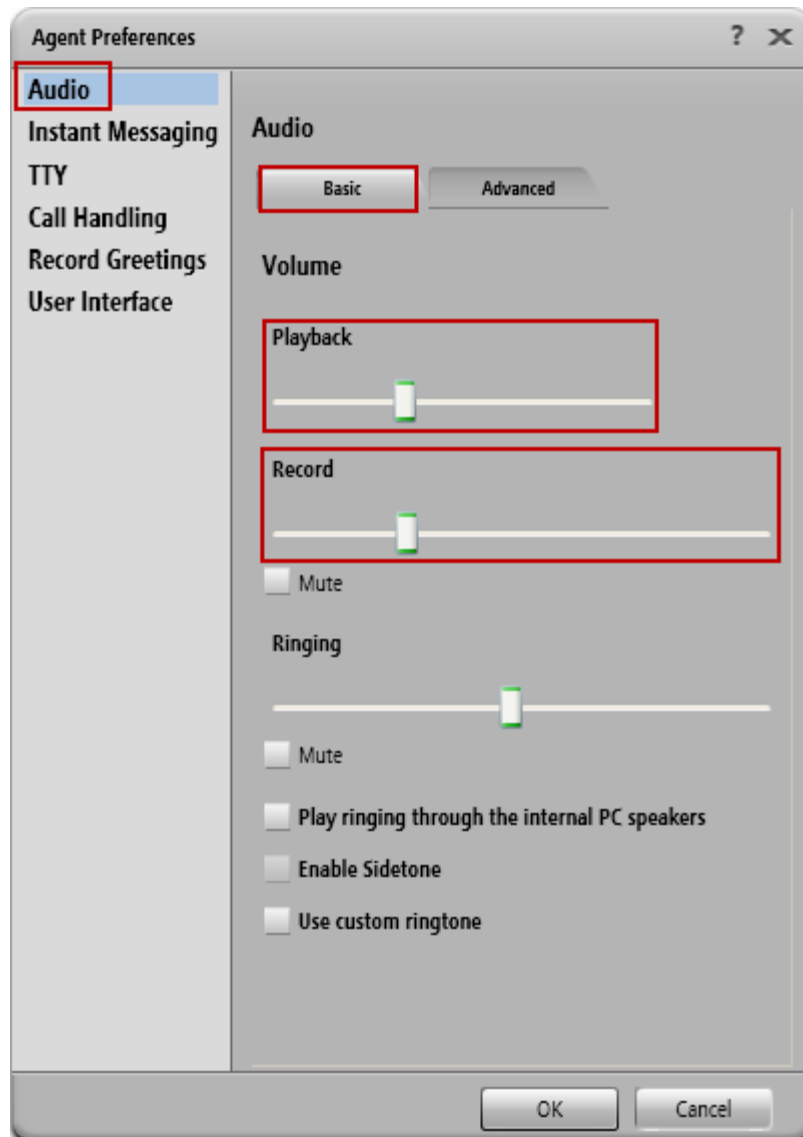 Agent Preferences ?
Audio
Instant Messaging
TTY
Call Handling
Record Greetings
User Interface
Audio
Basic Advanced
Volume
Playback
Record
Mute
Ringing
Mute
Play ringing through the internal PC speakers
Enable Sidetone
Use custom ringtone
OK Cancel